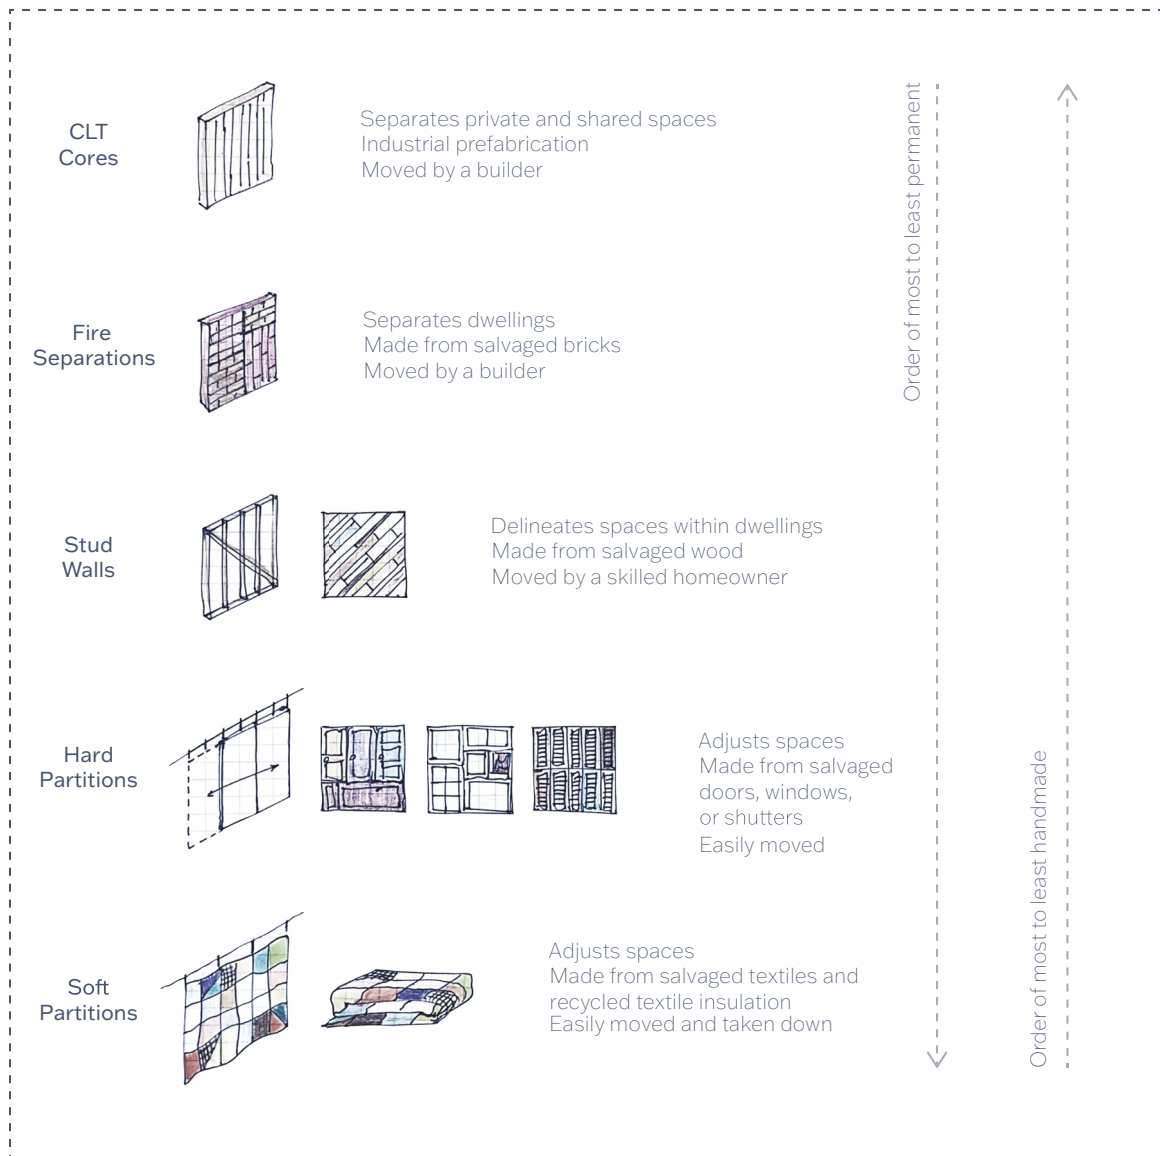 CLT
Cores
Separates private and shared spaces
Industrial prefabrication
Moved by a builder
Fire
Separations
Separates dwellings
Made from salvaged bricks
Moved by a builder
Stud
Walls
Delineates spaces within dwellings
Made from salvaged wood
Moved by a skilled homeowner
Hard
Partitions
Adjusts spaces
Made from salvaged
doors, windows,
or shutters
Easily moved
Soft
Partitions
Adjusts spaces
Made from salvaged textiles and
recycled textile insulation
Easily moved and taken down
Order of most to least permanent
Order of most to least handmade